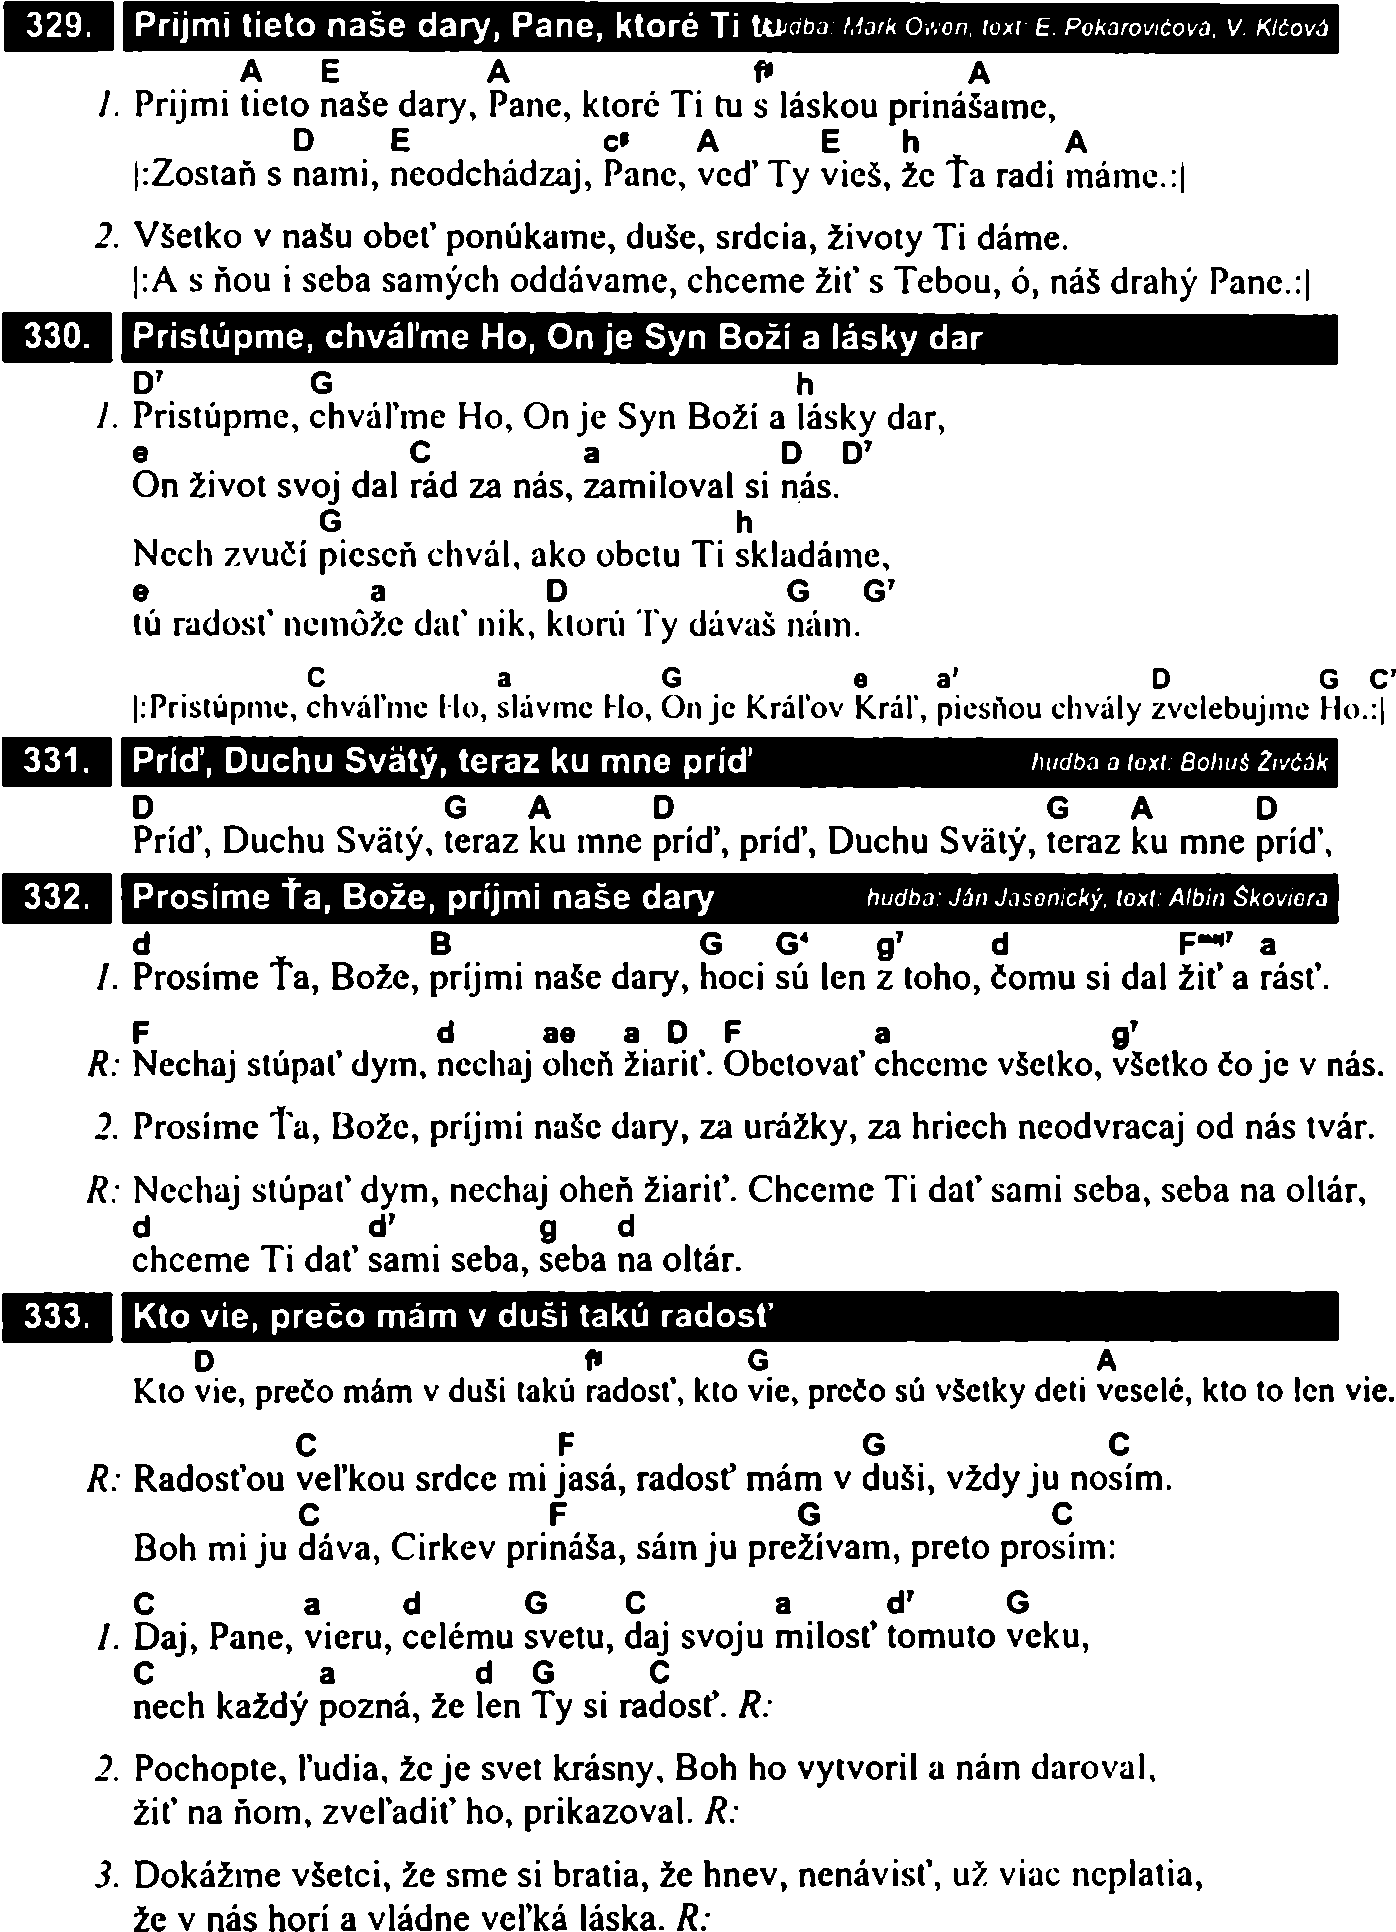 329. Prijmi tieto naše dary, Pane, ktoré Ti tu hudba: Mark Owen, text: E. Pokarovičová, V. Klčová
A E A f# A
1. Prijmi tieto naše dary, Pane, ktoré Ti tu s láskou prinášame,
D E c# A E h A
|:Zostaň s nami, neodchádzaj, Pane, veď Ty vieš, že Ťa radi máme.:|
2. Všetko v našu obeť ponúkame, duše, srdcia, životy Ti dáme.
|:A s ňou i seba samých oddávame, chceme žiť s Tebou, ó, náš drahý Pane.:|
330. Pristúpme, chváľme Ho, On je Syn Boží a lásky dar
D7 G h
1. Pristúpme, chváľme Ho, On je Syn Boží a lásky dar,
e C a D D7
On život svoj dal rád za nás, zamiloval si nás.
G h
Nech zvučí pieseň chvál, ako obetu Ti skladáme,
e a D G G7
tú radosť nemôže dať nik, ktorú Ty dávaš nám.
C a G e a7 D G C7
|:Pristúpme, chváľme Ho, slávme Ho, On je Kráľov Kráľ, piesňou chvály zvelebujme Ho.:|
331. Príď, Duchu Svätý, teraz ku mne príď hudba a text: Bohuš Živčák
D G A D G A D
Príď, Duchu Svätý, teraz ku mne príď, príď, Duchu Svätý, teraz ku mne príď,
332. Prosíme Ťa, Bože, príjmi naše dary hudba: Ján Jasenický, text: Albín Škoviera
d B G G4 g7 d Fmaj7 a
1. Prosíme Ťa, Bože, príjmi naše dary, hoci sú len z toho, čomu si dal žiť a rásť.
F d ae a D F a g7
R: Nechaj stúpať dym, nechaj oheň žiariť. Obetovať chceme všetko, všetko čo je v nás.
2. Prosíme Ťa, Bože, príjmi naše dary, za urážky, za hriech neodvracaj od nás tvár.
R: Nechaj stúpať dym, nechaj oheň žiariť. Chceme Ti dať sami seba, seba na oltár,
d d7 g d
chceme Ti dať sami seba, seba na oltár.
333. Kto vie, prečo mám v duši takú radosť
D f# G A
Kto vie, prečo mám v duši takú radosť, kto vie, prečo sú všetky deti veselé, kto to len vie.
C F G C
R: Radosťou veľkou srdce mi jasá, radosť mám v duši, vždy ju nosím.
C F G C
Boh mi ju dáva, Cirkev prináša, sám ju prežívam, preto prosím:
C a d G C a d7 G
1. Daj, Pane, vieru, celému svetu, daj svoju milosť tomuto veku,
C a d G C
nech každý pozná, že len Ty si radosť. R:
2. Pochopte, ľudia, že je svet krásny, Boh ho vytvoril a nám daroval,
žiť na ňom, zveľadiť ho, prikazoval. R:
3. Dokážme všetci, že sme si bratia, že hnev, nenávisť, už viac neplatia,
že v nás horí a vládne veľká láska. R: